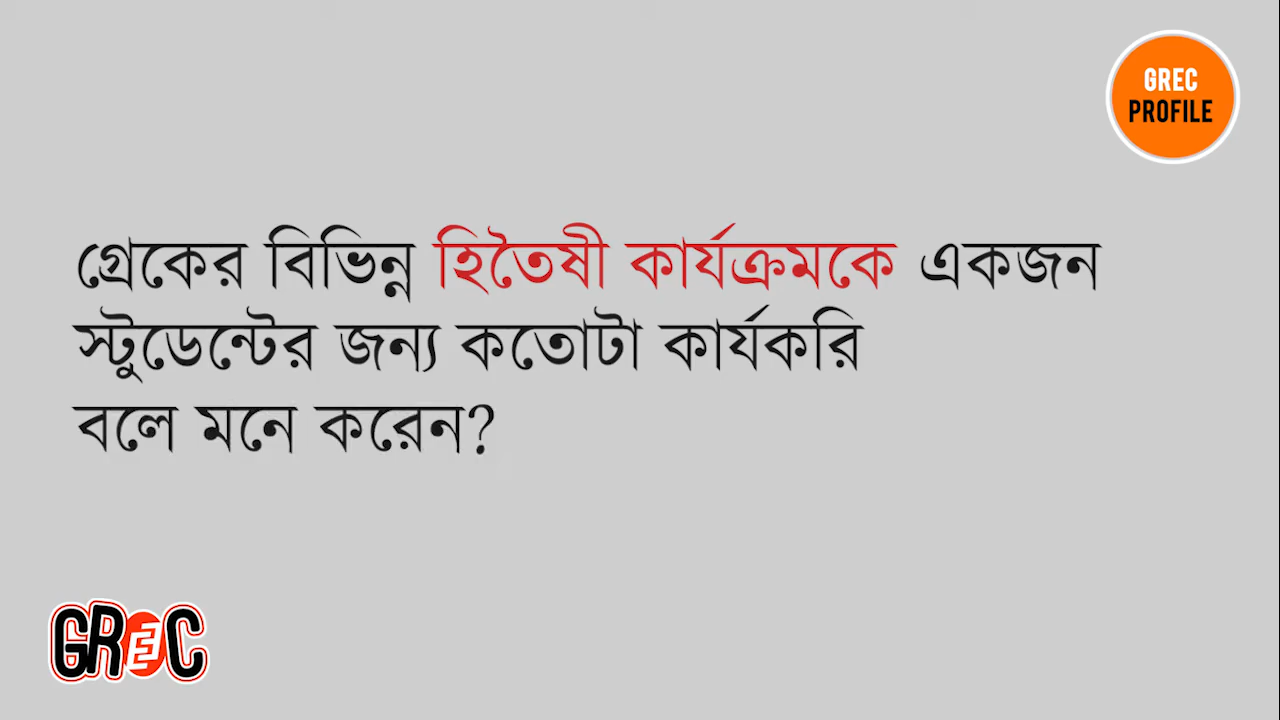 GREC
PROFILE
গ্রেকের বিভিন্ন হিতৈষী কার্যক্রমকে একজন
স্টুডেন্টের জন্য কতোটা কার্যকরি
বলে মনে করেন?
GREC